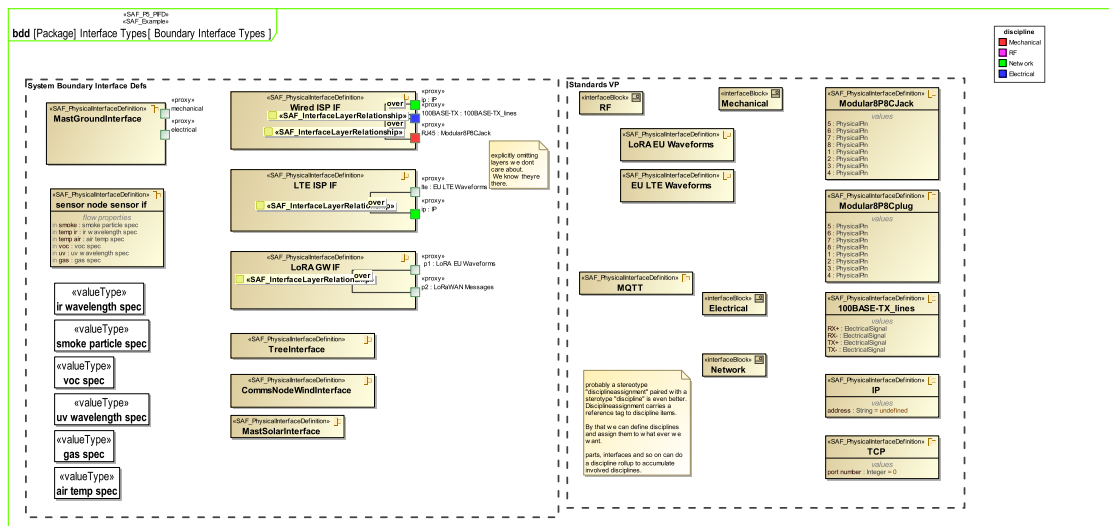 «SAF_P5_PIFD»
«SAF_Example»
bdd [Package] Interface Types[ Boundary Interface Types ]
discipline
Mechanical
RF
Network
Electrical
System Boundary Interface Defs
«SAF_PhysicalInterfaceDefinition»
MastGroundInterface
«proxy»
mechanical
«proxy»
electrical
«SAF_PhysicalInterfaceDefinition»
sensor node sensor if
flow properties
in smoke : smoke particle spec
in temp ir : ir wavelength spec
in temp air : air temp spec
in voc : voc spec
in uv : uv wavelength spec
in gas : gas spec
«valueType»
ir wavelength spec
«valueType»
smoke particle spec
«valueType»
voc spec
«valueType»
uv wavelength spec
«valueType»
gas spec
«valueType»
air temp spec
«SAF_PhysicalInterfaceDefinition»
Wired ISP IF
over
«SAF_InterfaceLayerRelationship»
over
«SAF_InterfaceLayerRelationship»
«proxy»
ip : IP
«proxy»
100BASE-TX : 100BASE-TX_lines
«proxy»
RJ45 : Modular8P8CJack
explicitly omitting
layers we dont
care about.
We know theyre
there.
«SAF_PhysicalInterfaceDefinition»
LTE ISP IF
«SAF_InterfaceLayerRelationship»
over
«proxy»
lte : EU LTE Waveforms
«proxy»
ip : IP
«SAF_PhysicalInterfaceDefinition»
LoRA GW IF
«SAF_InterfaceLayerRelationship»
over
«proxy»
p1 : LoRA EU Waveforms
«proxy»
p2 : LoRaWAN Messages
«SAF_PhysicalInterfaceDefinition»
TreeInterface
«SAF_PhysicalInterfaceDefinition»
CommsNodeWindInterface
«SAF_PhysicalInterfaceDefinition»
MastSolarInterface
Standards VP
«interfaceBlock»
RF
«interfaceBlock»
Mechanical
«SAF_PhysicalInterfaceDefinition»
LoRA EU Waveforms
«SAF_PhysicalInterfaceDefinition»
EU LTE Waveforms
«SAF_PhysicalInterfaceDefinition»
MQTT
«interfaceBlock»
Electrical
«interfaceBlock»
Network
probably a stereotype
"disciplineassignment" paired with a
sterotype "discipline" is even better.
Disciplineassignment carries a
reference tag to discipline items.
By that we can define disciplines
and assign them to what ever we
want.
parts, interfaces and so on can do
a discipline rollup to accumulate
involved disciplines.
«SAF_PhysicalInterfaceDefinition»
Modular8P8CJack
values
5 : PhysicalPin
6 : PhysicalPin
7 : PhysicalPin
8 : PhysicalPin
1 : PhysicalPin
2 : PhysicalPin
3 : PhysicalPin
4 : PhysicalPin
«SAF_PhysicalInterfaceDefinition»
Modular8P8Cplug
values
5 : PhysicalPin
6 : PhysicalPin
7 : PhysicalPin
8 : PhysicalPin
1 : PhysicalPin
2 : PhysicalPin
3 : PhysicalPin
4 : PhysicalPin
«SAF_PhysicalInterfaceDefinition»
100BASE-TX_lines
values
RX+ : ElectricalSignal
RX- : ElectricalSignal
TX+ : ElectricalSignal
TX- : ElectricalSignal
«SAF_PhysicalInterfaceDefinition»
IP
values
address : String = undefined
«SAF_PhysicalInterfaceDefinition»
TCP
values
port number : Integer = 0